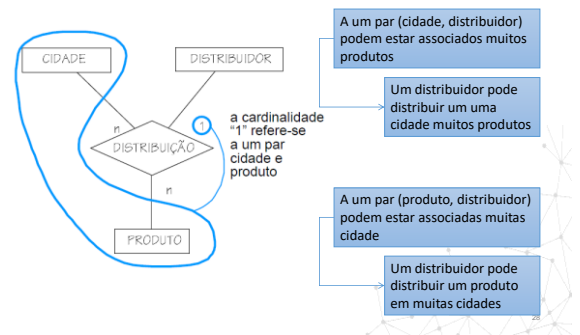 CIDADE
DISTRIBUIDOR
n
1
DISTRIBUIÇÃO
n
PRODUTO
a cardinalidade
“1” refere-se
a um par
cidade e
produto
A um par (cidade, distribuidor)
podem estar associados muitos
produtos
Um distribuidor pode
distribuir um uma
cidade muitos produtos
A um par (produto, distribuidor)
podem estar associadas muitas
cidade
Um distribuidor pode
distribuir um produto
em muitas cidades
28